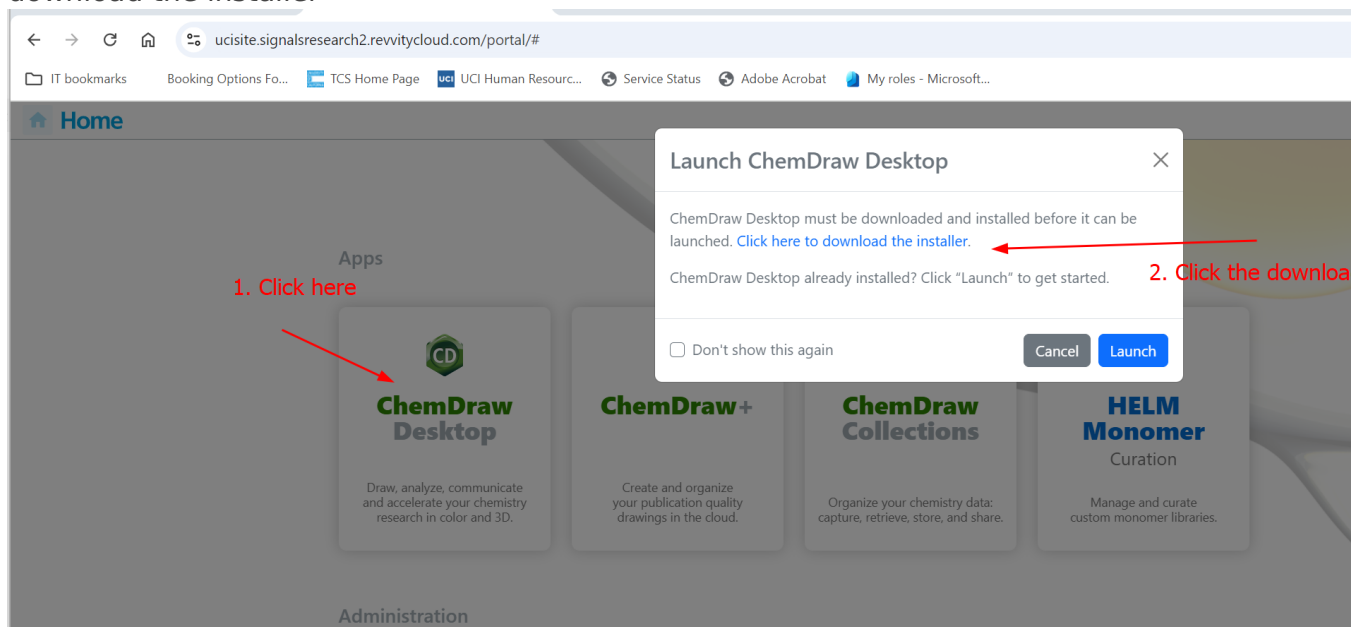 download the installer
ucisite.signalsresearch2.revvitycloud.com/portal/#
IT bookmarks Booking Options Fo... TCS Home Page UCI UCI Human Resourc... Service Status Adobe Acrobat My roles - Microsoft...
Home
Launch ChemDraw Desktop
ChemDraw Desktop must be downloaded and installed before it can be
launched. Click here to download the installer.
ChemDraw Desktop already installed? Click "Launch" to get started.
2. Click the downloa
Don't show this again
Cancel
Launch
Apps
1. Click here
CD
ChemDraw
Desktop
Draw, analyze, communicate
and accelerate your chemistry
research in color and 3D.
ChemDraw+
Create and organize
your publication quality
drawings in the cloud.
ChemDraw
Collections
Organize your chemistry data:
capture, retrieve, store, and share.
HELM
Monomer
Curation
Manage and curate
custom monomer libraries.
Administration